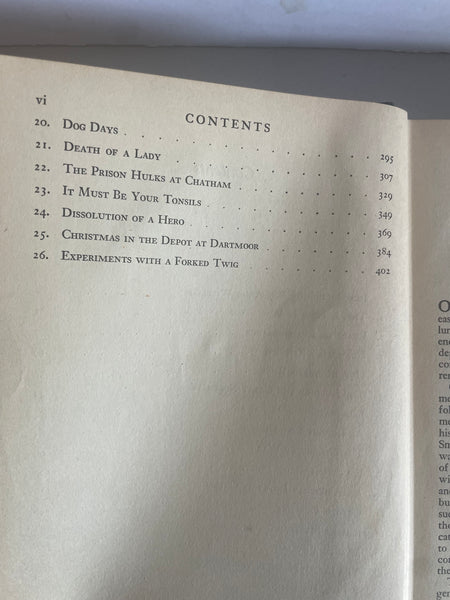 vi
CONTENTS
20. Dog Days . . . . . . . . . . 295
21. Death of a Lady . . . . . . . . . 307
22. The Prison Hulks at Chatham . . . . . . 329
23. It Must Be Your Tonsils . . . . . . . 349
24. Dissolution of a Hero . . . . . . . . 369
25. Christmas in the Depot at Dartmoor . . . . . 384
26. Experiments with a Forked Twig . . . . . . 402